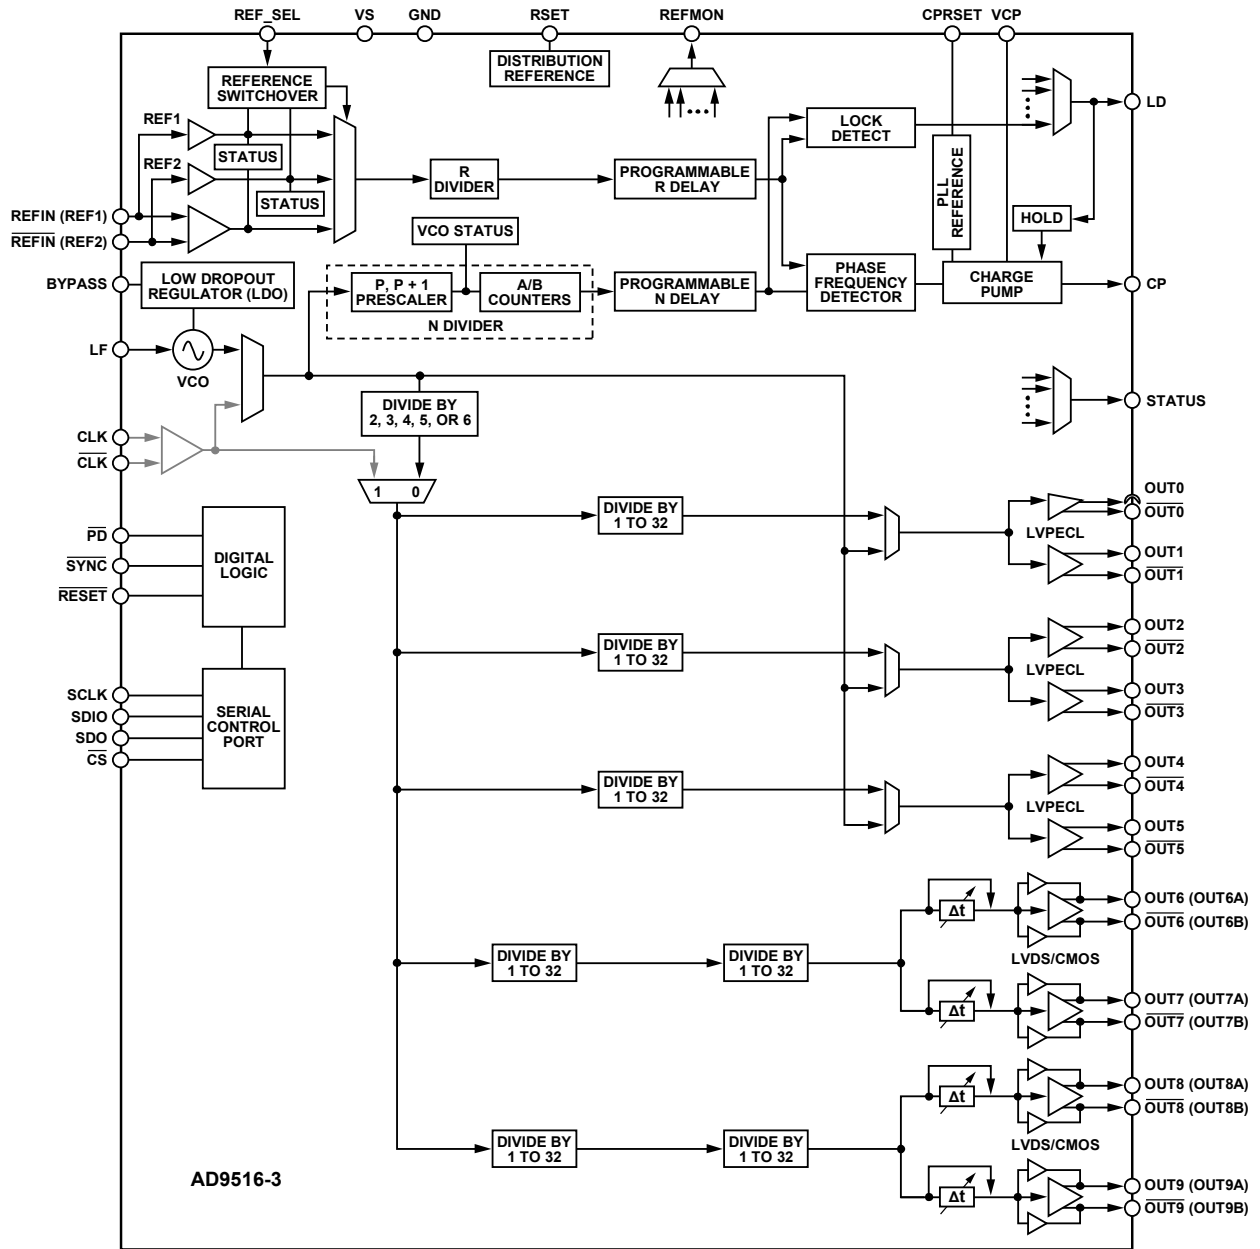 REF_SEL
VS
GND
RSET
REFMON
CPRSET
VCP
DISTRIBUTION
REFERENCE
REFERENCE
SWITCHOVER
LD
REF1
LOCK
DETECT
STATUS
REF2
R
DIVIDER
PROGRAMMABLE
R DELAY
PLL
REFERENCE
STATUS
REFIN (REF1)
HOLD
VCO STATUS
REFIN (REF2)
LOW DROPOUT
REGULATOR (LDO)
BYPASS
P, P + 1
PRESCALER
A/B
COUNTERS
PROGRAMMABLE
N DELAY
PHASE
FREQUENCY
DETECTOR
CHARGE
PUMP
CP
N DIVIDER
LF
VCO
STATUS
DIVIDE BY
2, 3, 4, 5, OR 6
CLK
CLK
1 0
OUT0
DIVIDE BY
1 TO 32
OUT0
LVPECL
PD
DIGITAL
LOGIC
OUT1
SYNC
OUT1
RESET
OUT2
DIVIDE BY
1 TO 32
OUT2
LVPECL
SCLK
OUT3
SDIO
SERIAL
CONTROL
PORT
OUT3
SDO
CS
OUT4
DIVIDE BY
1 TO 32
OUT4
LVPECL
OUT5
OUT5
Δt
OUT6 (OUT6A)
OUT6 (OUT6B)
DIVIDE BY
1 TO 32
DIVIDE BY
1 TO 32
LVDS/CMOS
Δt
OUT7 (OUT7A)
OUT7 (OUT7B)
Δt
OUT8 (OUT8A)
OUT8 (OUT8B)
DIVIDE BY
1 TO 32
DIVIDE BY
1 TO 32
LVDS/CMOS
AD9516-3
Δt
OUT9 (OUT9A)
OUT9 (OUT9B)